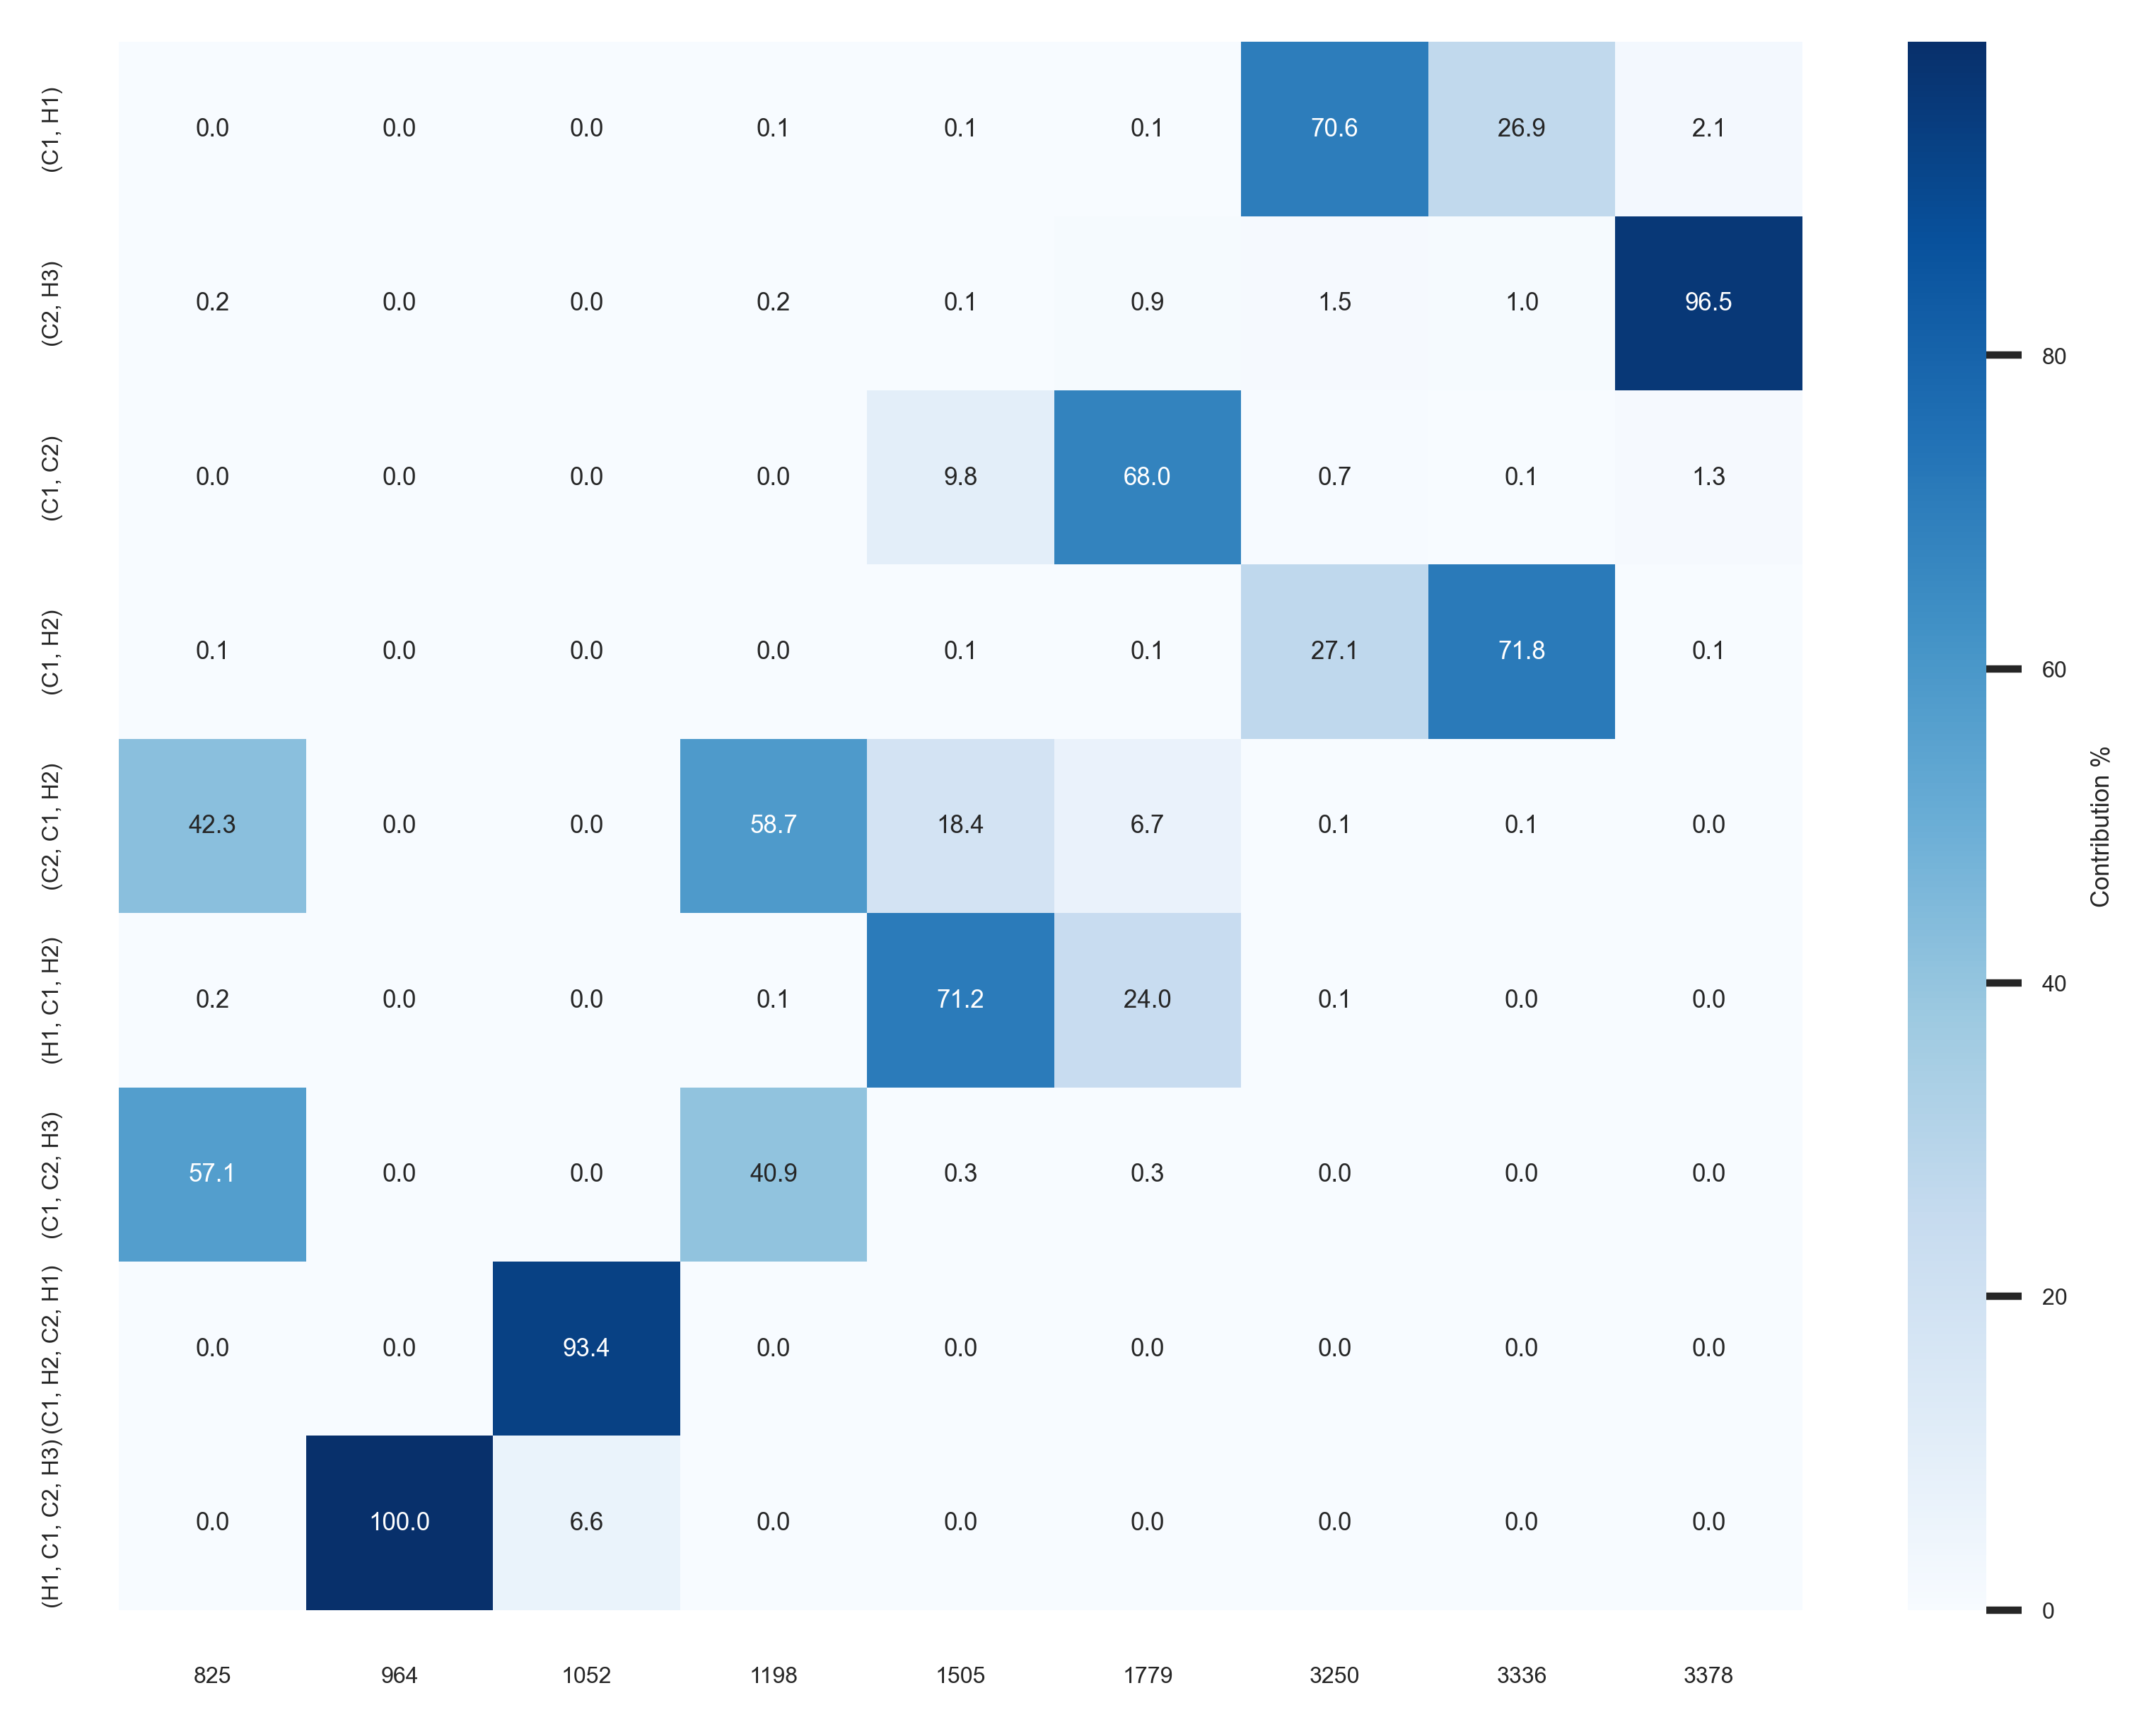 (C1, H1) 0.0 0.0 0.0 0.1 0.1 0.1 70.6 26.9 2.1
(C2, H3) 0.2 0.0 0.0 0.2 0.1 0.9 1.5 1.0 96.5
(C1, C2) 0.0 0.0 0.0 0.0 9.8 68.0 0.7 0.1 1.3
(C1, H2) 0.1 0.0 0.0 0.0 0.1 0.1 27.1 71.8 0.1
(C2, C1, H2) 42.3 0.0 0.0 58.7 18.4 6.7 0.1 0.1 0.0
(H1, C1, H2) 0.2 0.0 0.0 0.1 71.2 24.0 0.1 0.0 0.0
(C1, C2, H3) 57.1 0.0 0.0 40.9 0.3 0.3 0.0 0.0 0.0
(C1, H2, C2, H1) 0.0 0.0 93.4 0.0 0.0 0.0 0.0 0.0 0.0
(H1, C1, C2, H3) 0.0 100.0 6.6 0.0 0.0 0.0 0.0 0.0 0.0
825 964 1052 1198 1505 1779 3250 3336 3378
80
60
40
20
0
Contribution %